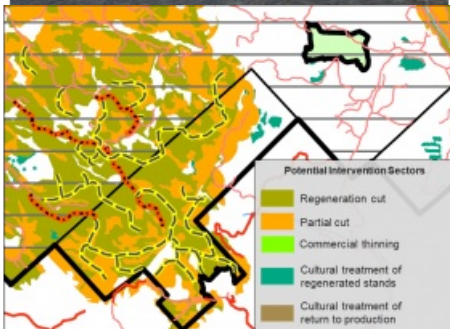 Potential Intervention Sectors
Regeneration cut
Partial cut
Commercial thinning
Cultural treatment of
regenerated stands
Cultural treatment of
return to production